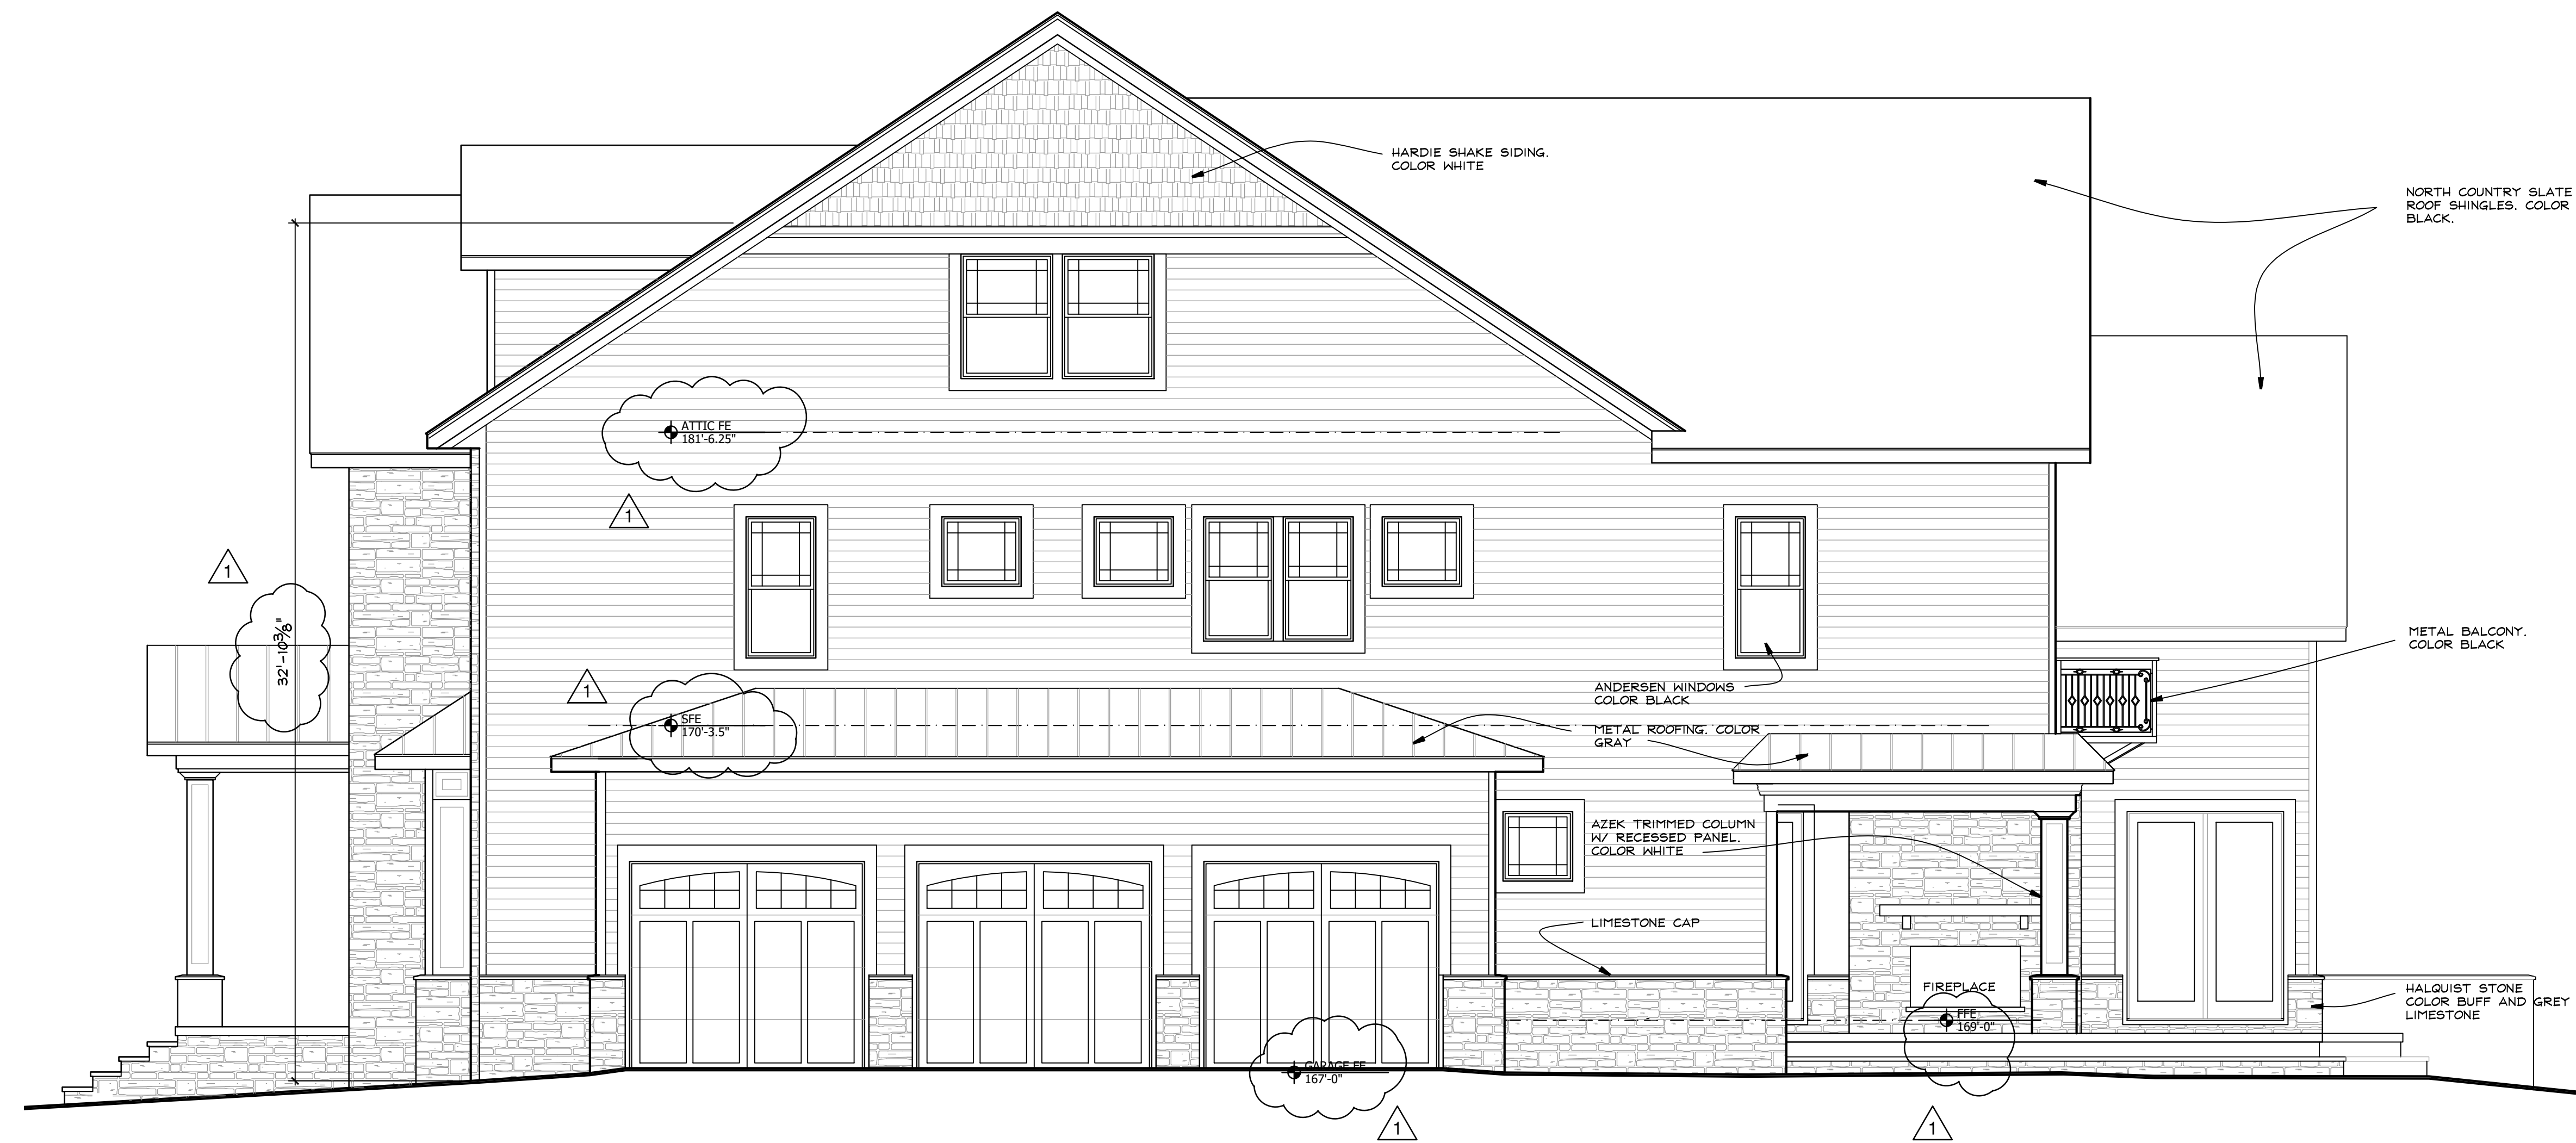 HARDIE SHAKE SIDING.
COLOR WHITE
NORTH COUNTRY SLATE
ROOF SHINGLES. COLOR
BLACK.
ATTIC FE
181'-6.25"
1
1
32'-10⅜"
METAL BALCONY.
COLOR BLACK
1
ANDERSEN WINDOWS
COLOR BLACK
SFE
170'-3.5"
METAL ROOFING. COLOR
GRAY
AZEK TRIMMED COLUMN
W/ RECESSED PANEL.
COLOR WHITE
LIMESTONE CAP
FIREPLACE
HALQUIST STONE
COLOR BUFF AND GREY
LIMESTONE
FFE
169'-0"
GARAGE FF
167'-0"
1
1